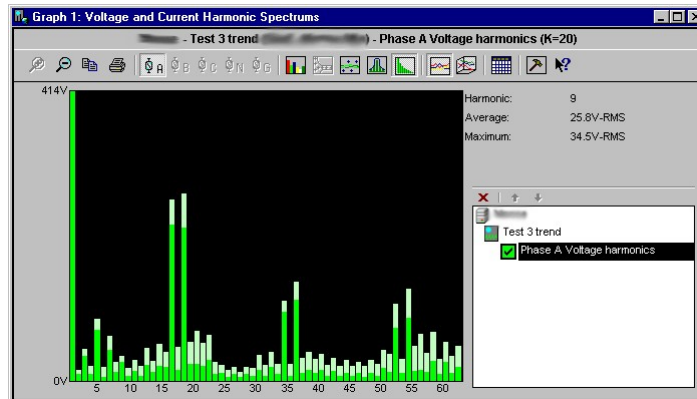 Graph 1: Voltage and Current Harmonic Spectrums
- Test 3 trend - Phase A Voltage harmonics (K=20)
A B C N G
414V
Harmonic: 9
Average: 25.8V-RMS
Maximum: 34.5V-RMS
Test 3 trend
Phase A Voltage harmonics
0V
5 10 15 20 25 30 35 40 45 50 55 60